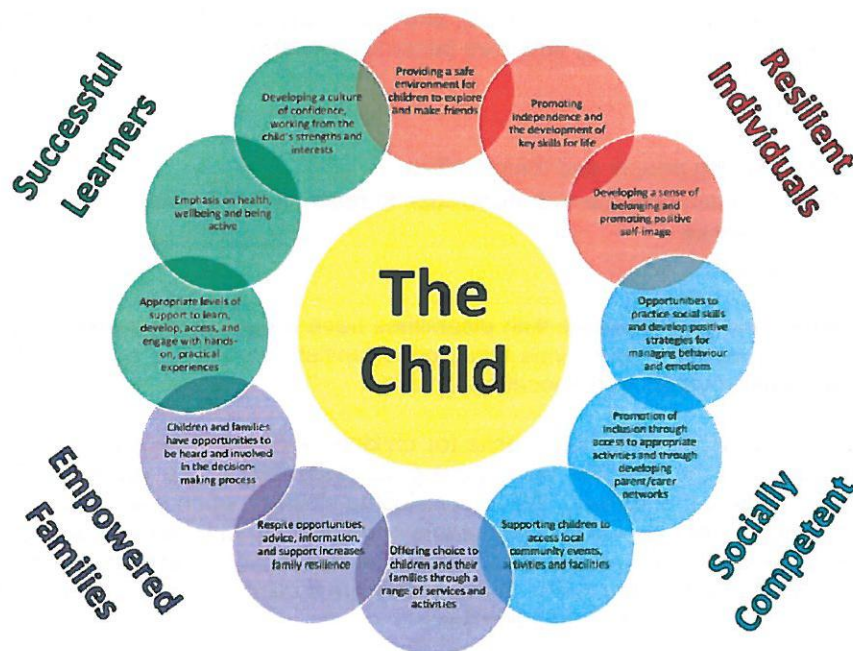 Successful
Learners
Resilient
Individuals
Providing a safe
environment for
children to explore
and make friends
Promoting
independence and
the development of
key skills for life
Developing a sense of
belonging and
promoting positive
self-image
Opportunities to
practice social skills
and develop positive
strategies for
managing behaviour
and emotions
Promotion of
inclusion through
access to appropriate
activities and through
developing
parent/carer
networks
Supporting children to
access local
community events,
activities and facilities
Offering choice to
children and their
families through a
range of services and
activities
Respite opportunities,
advice, information,
and support increases
family resilience
Children and families
have opportunities to
be heard and involved
in the decision-
making process
Appropriate levels of
support to learn,
develop, access, and
engage with hands-
on, practical
experiences
Emphasis on health,
wellbeing and being
active
Developing a culture
of confidence,
working from the
child's strengths and
interests
The
Child
Empowered
Families
Socially
Competent